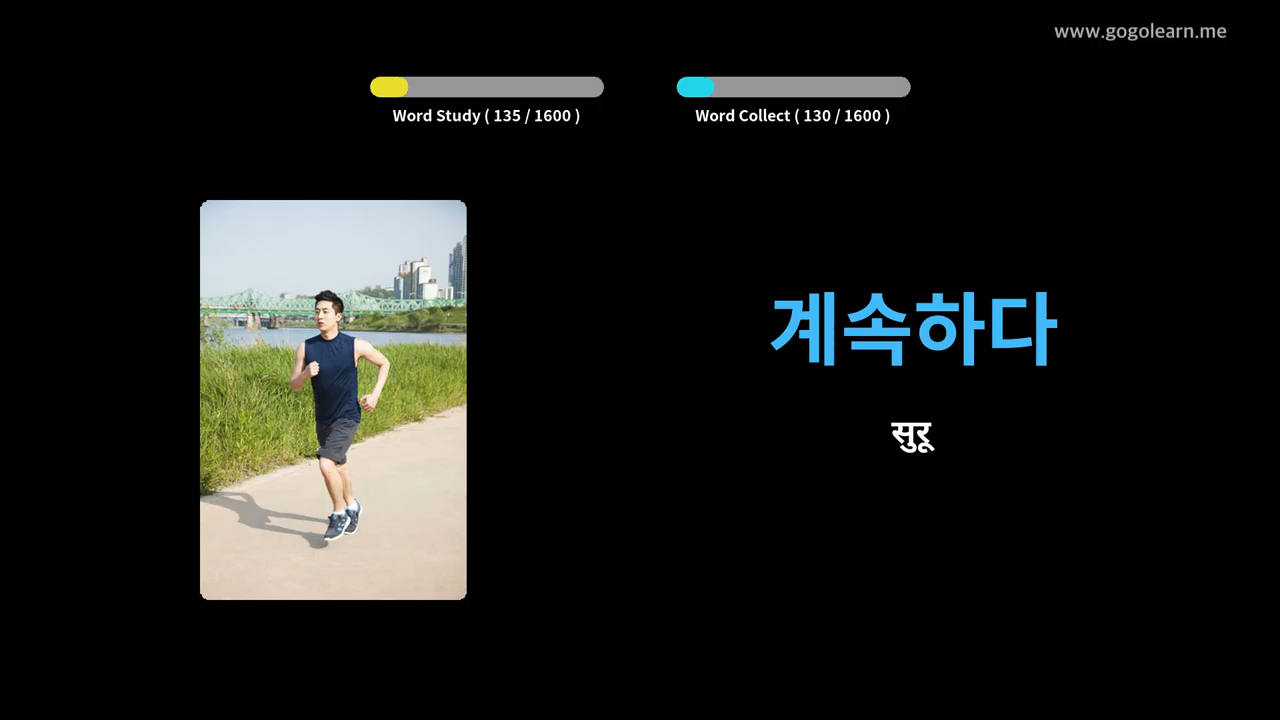 www.gogolearn.me
Word Study ( 135 / 1600 )
Word Collect ( 130 / 1600 )
계속하다
सुरू